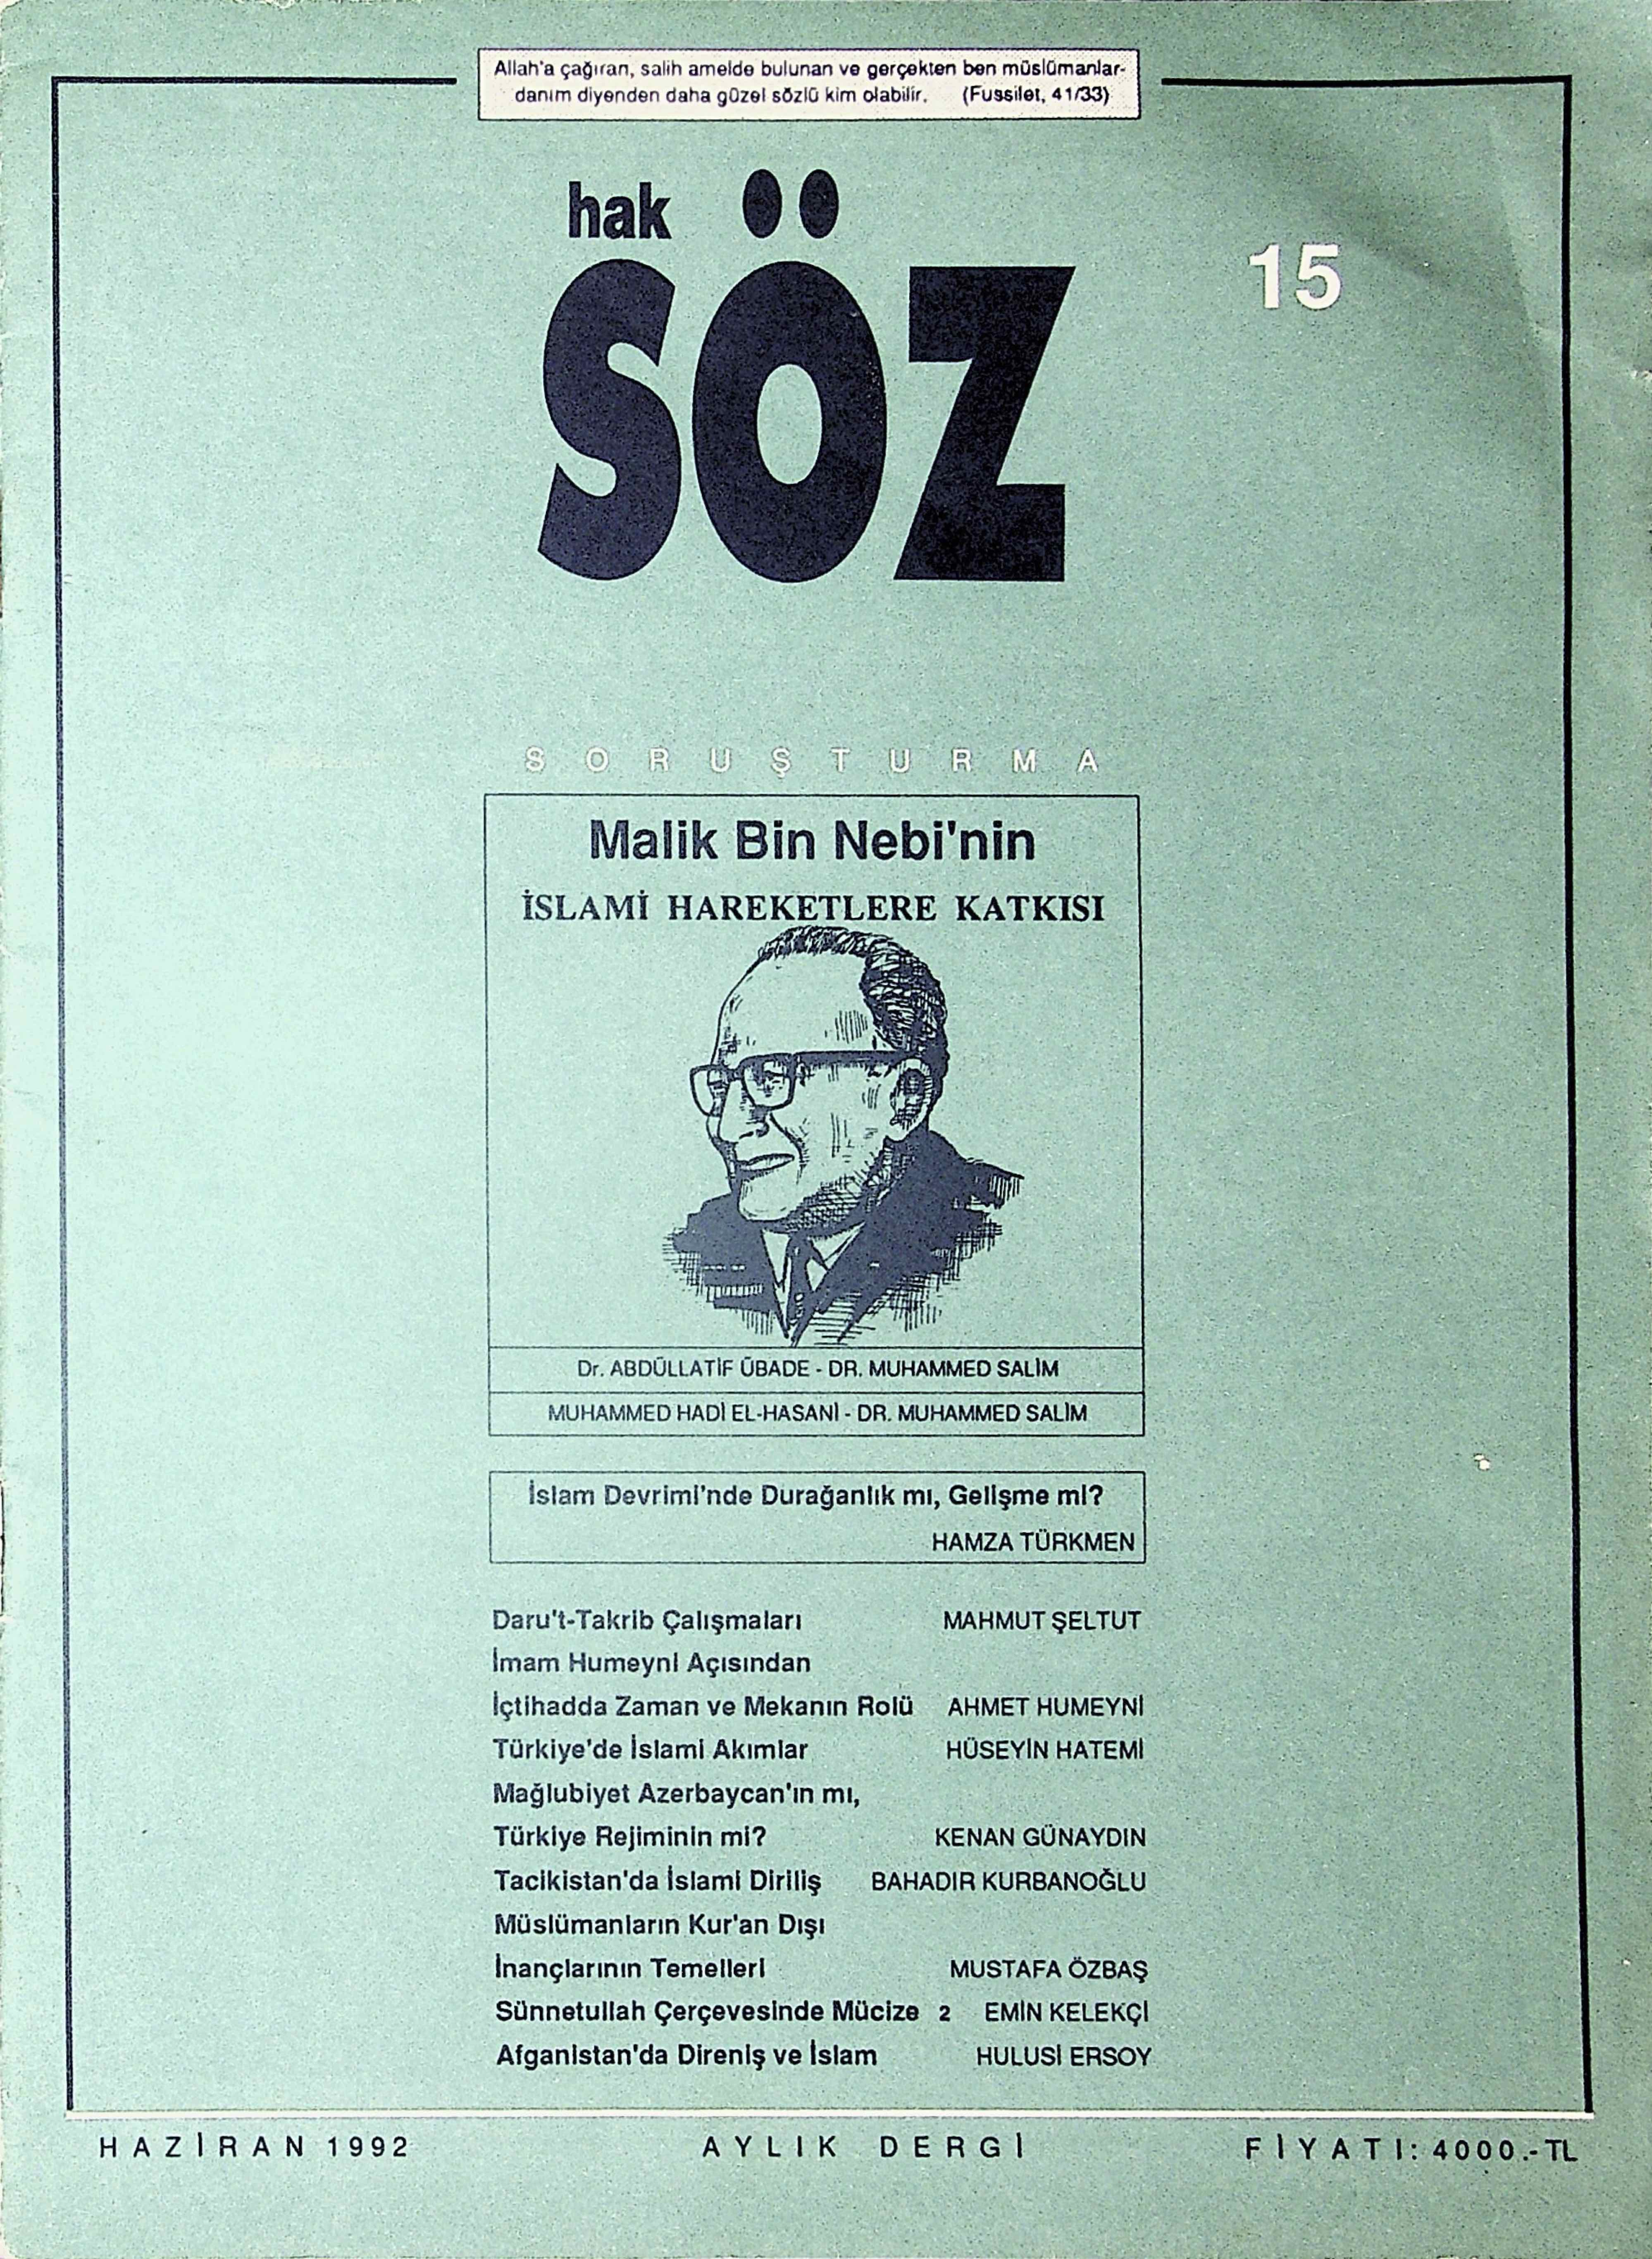 Allah'a çağıran, salih amelde bulunan ve gerçekten ben müslümanlar-
danım diyenden daha güzel sözlü kim olabilir. (Fussilet, 41/33)
hak
SÖZ
15
SORUŞTURMA
Malik Bin Nebi'nin
İSLAMİ HAREKETLERE KATKISI
Dr. ABDÜLLATİF ÜBADE - DR. MUHAMMED SALİM
MUHAMMED HADİ EL-HASANİ - DR. MUHAMMED SALİM
İslam Devrimi'nde Durağanlık mı, Gelişme mi?
HAMZA TÜRKMEN
Daru't-Takrib Çalışmaları MAHMUT ŞELTUT
İmam Humeyni Açısından
İçtihadda Zaman ve Mekanın Rolü AHMET HUMEYNİ
Türkiye'de İslami Akımlar HÜSEYİN HATEMİ
Mağlubiyet Azerbaycan'ın mı,
Türkiye Rejiminin mi? KENAN GÜNAYDIN
Tacikistan'da İslami Diriliş BAHADIR KURBANOĞLU
Müslümanların Kur'an Dışı
İnançlarının Temelleri MUSTAFA ÖZBAŞ
Sünnetullah Çerçevesinde Mücize 2 EMİN KELEKÇİ
Afganistan'da Direniş ve İslam HULUSİ ERSOY
HAZİRAN 1992 AYLIK DERGİ FİYATI: 4000.-TL